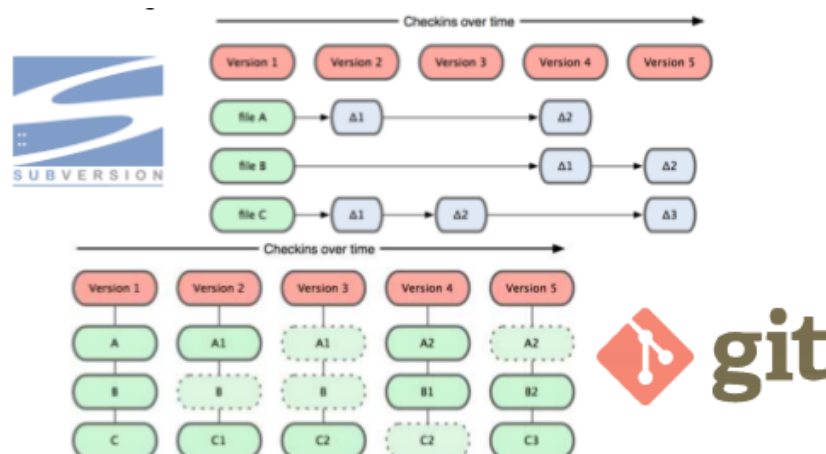 Checkins over time
Version 1 Version 2 Version 3 Version 4 Version 5
file A Δ1 Δ2
file B Δ1 Δ2
file C Δ1 Δ2 Δ3
SUBVERSION
Checkins over time
Version 1 Version 2 Version 3 Version 4 Version 5
A A1 A1 A2 A2
B B B B1 B2
C C1 C2 C2 C3
git